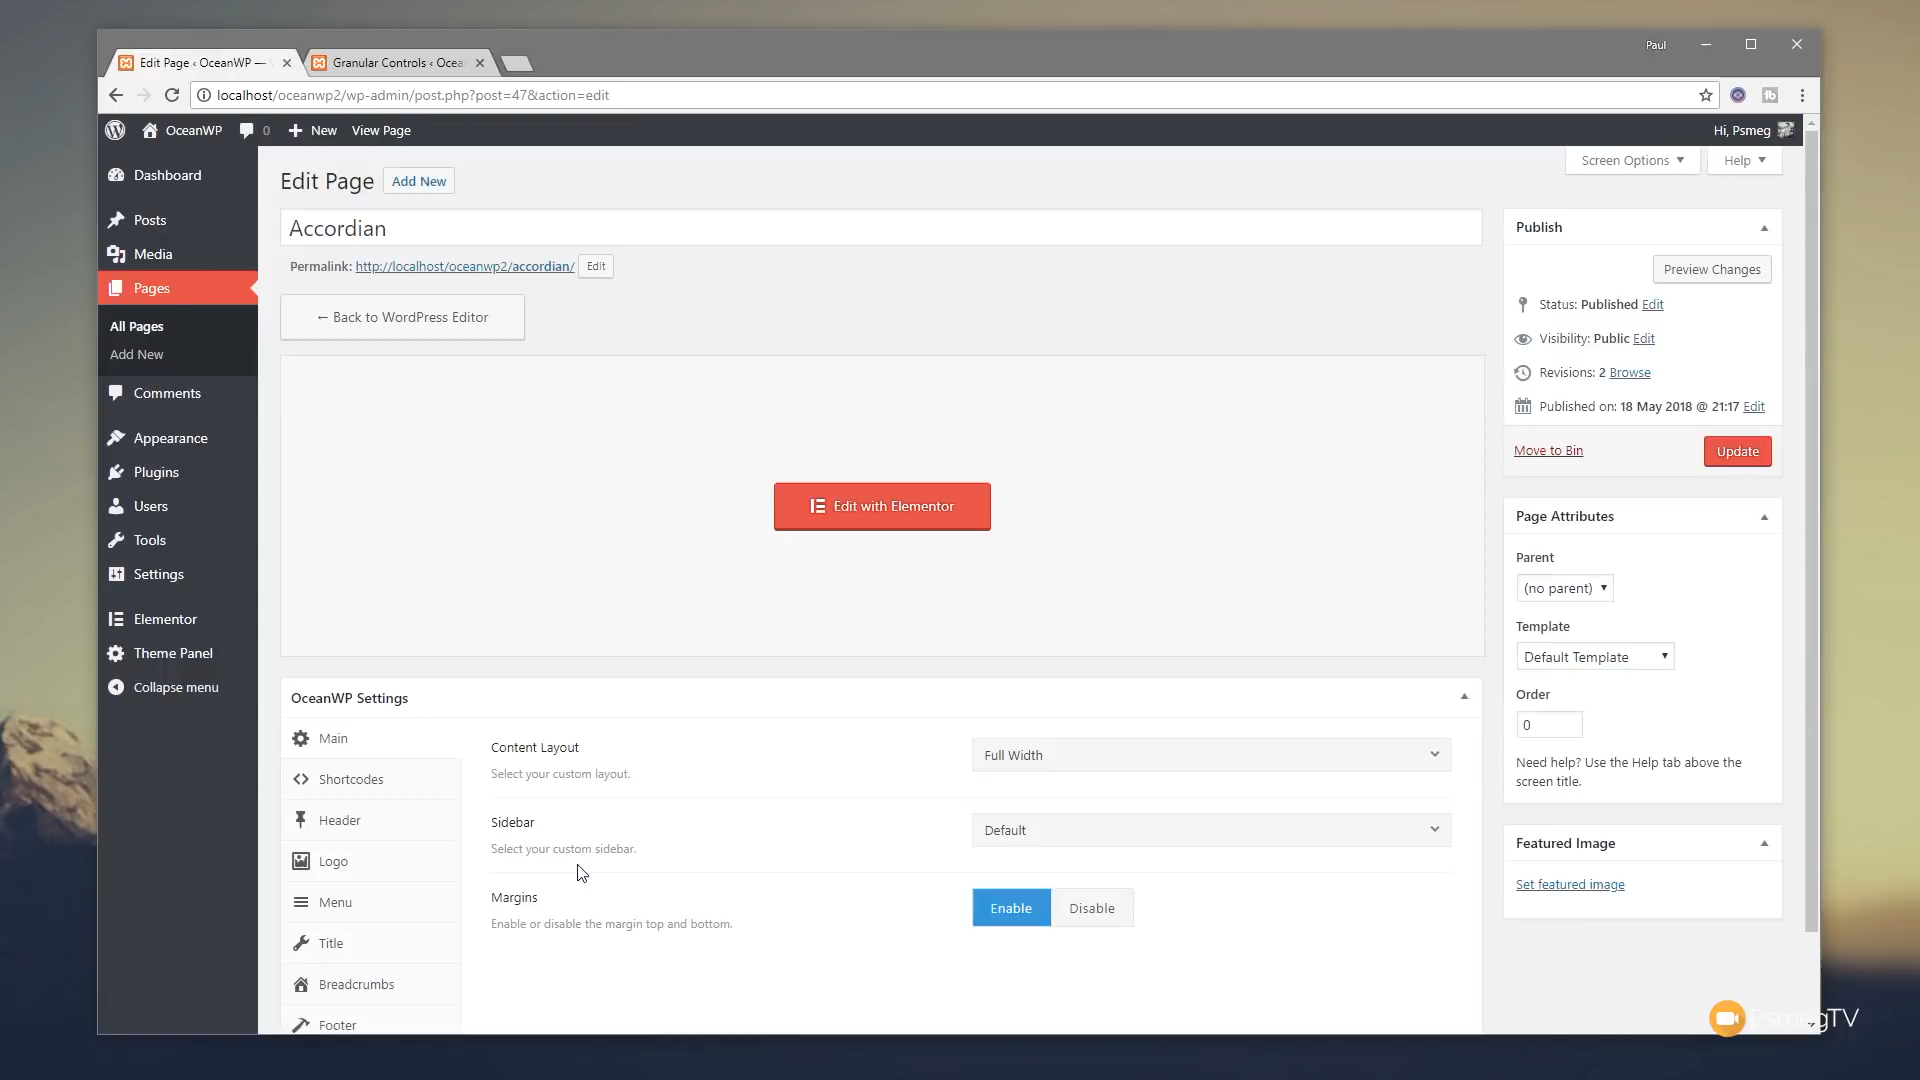 Paul
Edit Page ‹ OceanWP —
Granular Controls ‹ Ocea
localhost/oceanwp2/wp-admin/post.php?post=47&action=edit
OceanWP
0
New
View Page
Hi, Psmeg
Screen Options
Help
Dashboard
Posts
Media
Pages
All Pages
Add New
Comments
Appearance
Plugins
Users
Tools
Settings
Elementor
Theme Panel
Collapse menu
Edit Page
Add New
Accordian
Permalink: http://localhost/oceanwp2/accordian/
Edit
← Back to WordPress Editor
Edit with Elementor
OceanWP Settings
Main
Shortcodes
Header
Logo
Menu
Title
Breadcrumbs
Footer
Content Layout
Select your custom layout.
Full Width
Sidebar
Select your custom sidebar.
Default
Margins
Enable or disable the margin top and bottom.
Enable
Disable
Publish
Preview Changes
Status: Published Edit
Visibility: Public Edit
Revisions: 2 Browse
Published on: 18 May 2018 @ 21:17 Edit
Move to Bin
Update
Page Attributes
Parent
(no parent)
Template
Default Template
Order
0
Need help? Use the Help tab above the
screen title.
Featured Image
Set featured image
PsmegTV